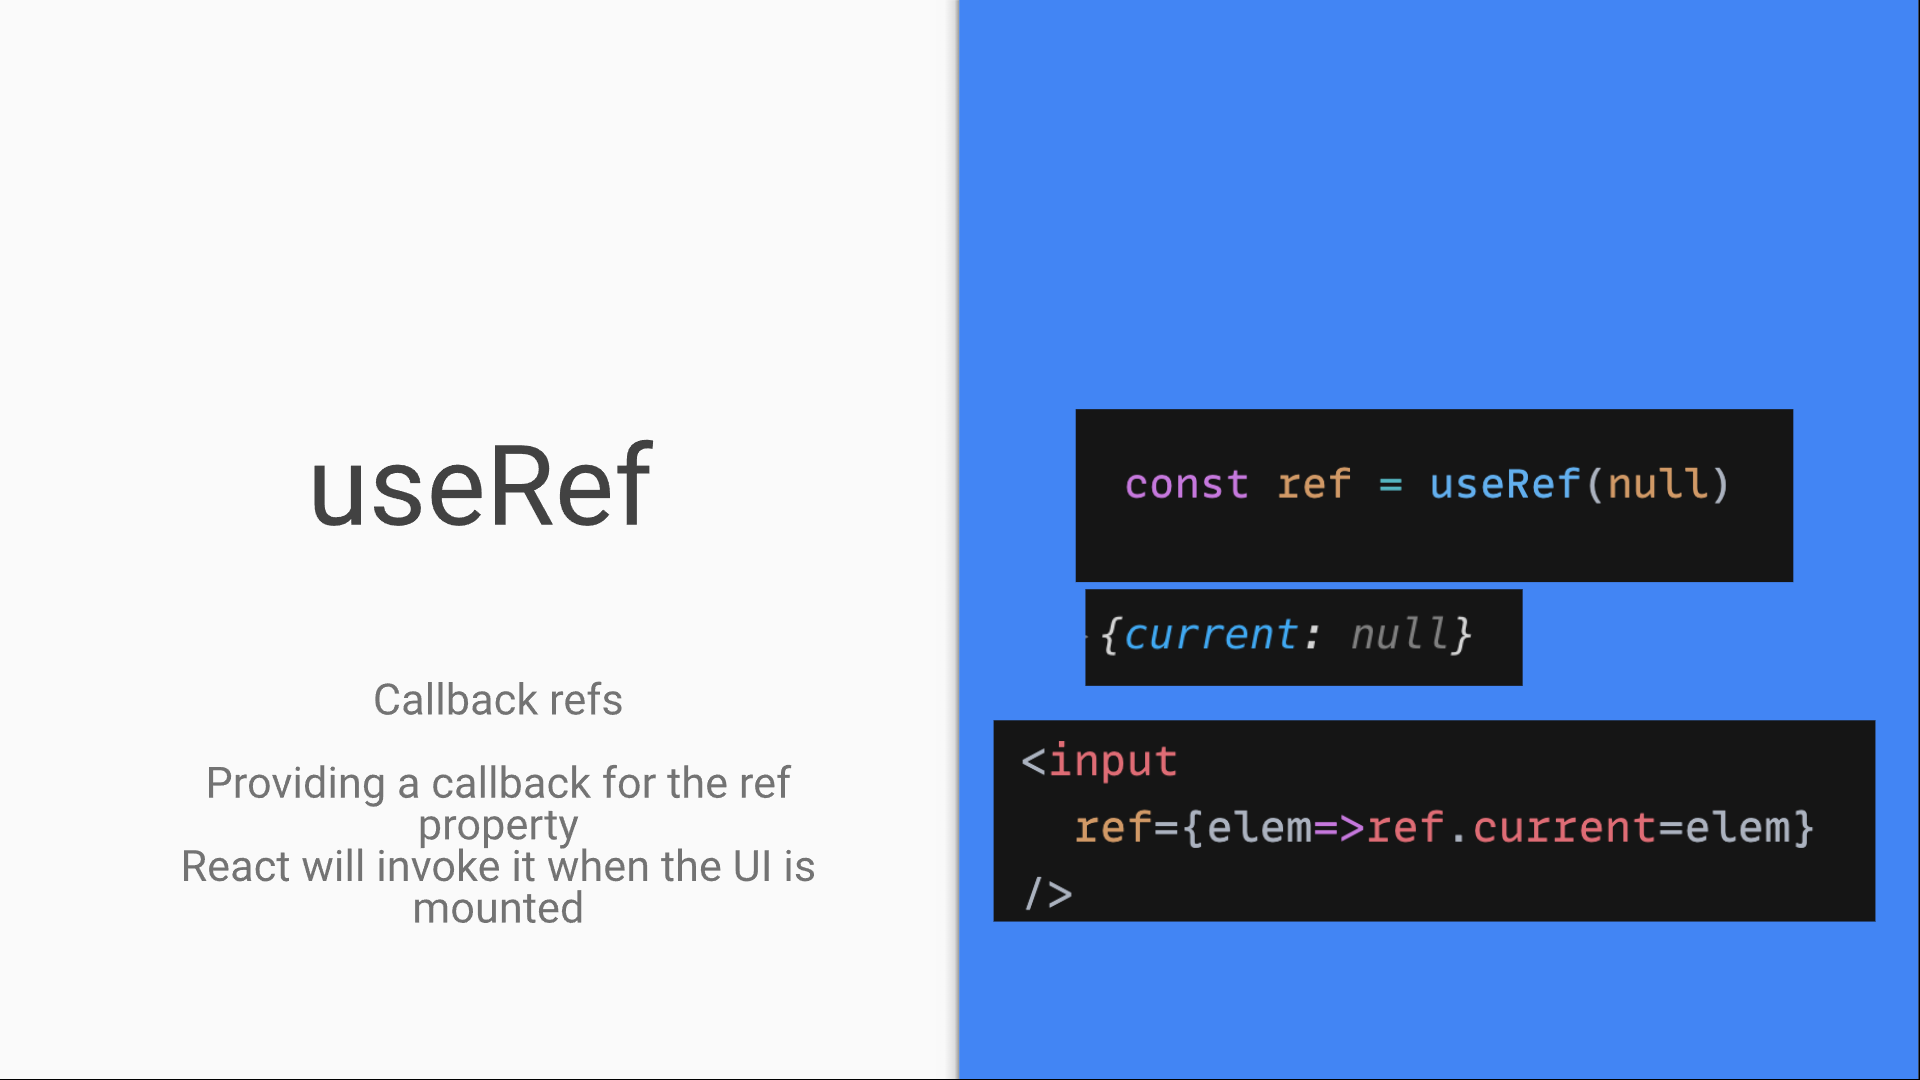 useRef
Callback refs
Providing a callback for the ref
property
React will invoke it when the UI is
mounted
const ref = useRef(null)
{current: null}
<input
ref={elem=>ref.current=elem}
/>